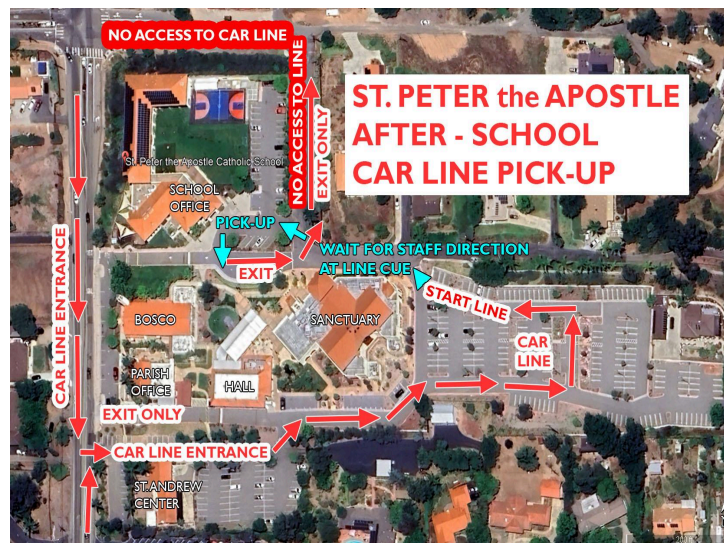 NO ACCESS TO CAR LINE
NO ACCESS TO LINE
EXIT ONLY
ST. PETER the APOSTLE
AFTER - SCHOOL
CAR LINE PICK-UP
St. Peter the Apostle Catholic School
SCHOOL
OFFICE
PICK-UP
WAIT FOR STAFF DIRECTION
AT LINE CUE
EXIT
CAR LINE ENTRANCE
START LINE
BOSCO
SANCTUARY
CAR
LINE
PARISH
OFFICE
HALL
EXIT ONLY
CAR LINE ENTRANCE
ST.ANDREW
CENTER